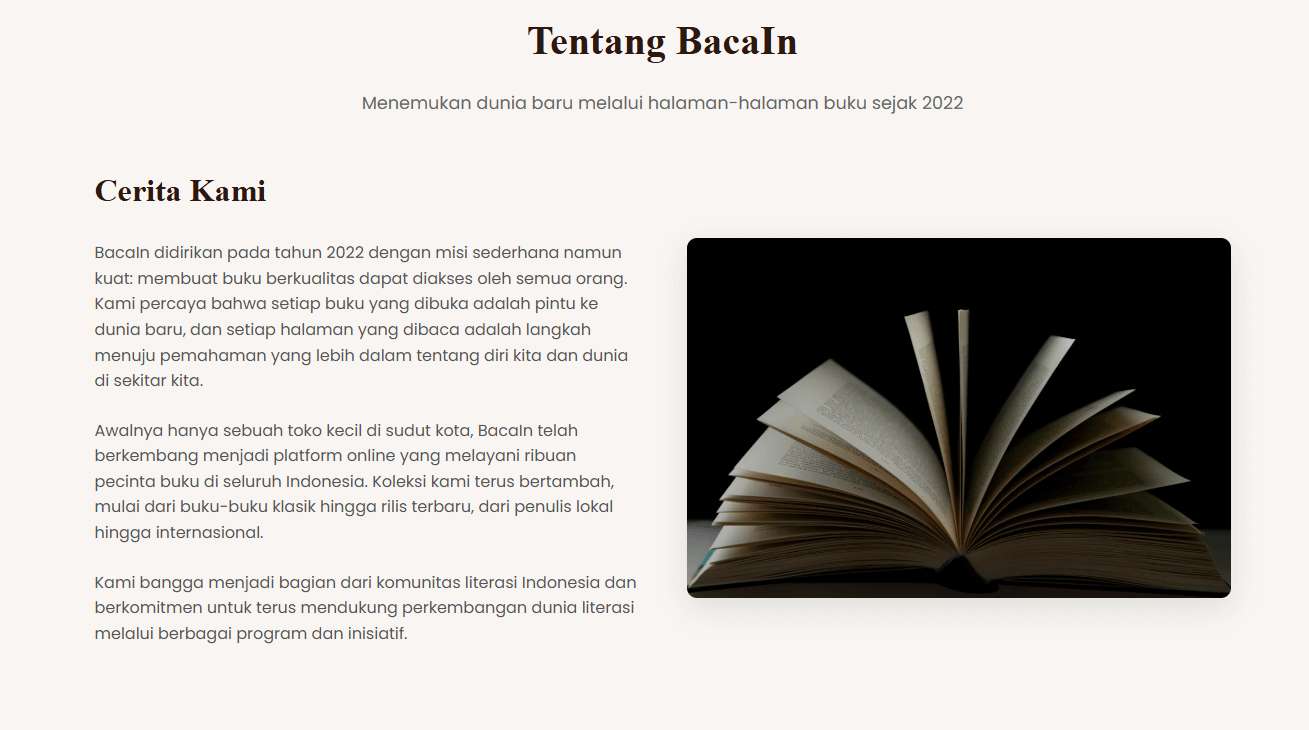 Tentang BacaIn
Menemukan dunia baru melalui halaman-halaman buku sejak 2022
Cerita Kami
BacaIn didirikan pada tahun 2022 dengan misi sederhana namun
kuat: membuat buku berkualitas dapat diakses oleh semua orang.
Kami percaya bahwa setiap buku yang dibuka adalah pintu ke
dunia baru, dan setiap halaman yang dibaca adalah langkah
menuju pemahaman yang lebih dalam tentang diri kita dan dunia
di sekitar kita.
Awalnya hanya sebuah toko kecil di sudut kota, BacaIn telah
berkembang menjadi platform online yang melayani ribuan
pecinta buku di seluruh Indonesia. Koleksi kami terus bertambah,
mulai dari buku-buku klasik hingga rilis terbaru, dari penulis lokal
hingga internasional.
Kami bangga menjadi bagian dari komunitas literasi Indonesia dan
berkomitmen untuk terus mendukung perkembangan dunia literasi
melalui berbagai program dan inisiatif.